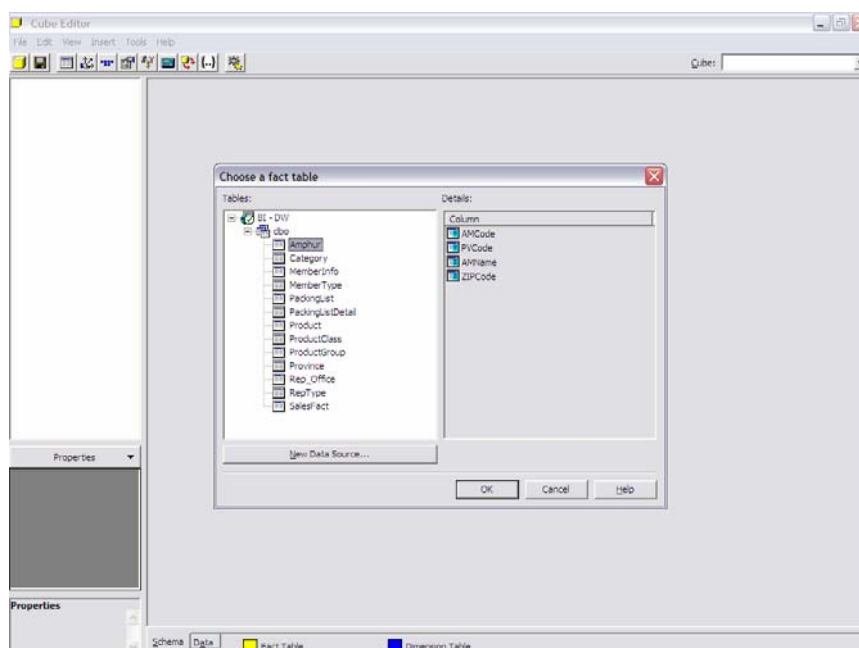 Cube Editor
File Edit View Insert Tools Help
Cube:
Choose a fact table
Tables:
Details:
BI - DW
dbo
Amphur
Category
MemberInfo
MemberType
PackingList
PackingListDetail
Product
ProductClass
ProductGroup
Province
Rep_Office
RepType
SalesFact
Column
AMCode
PVCode
AMName
ZIPCode
New Data Source...
OK Cancel Help
Properties
Properties
Schema Data Fact Table Dimension Table